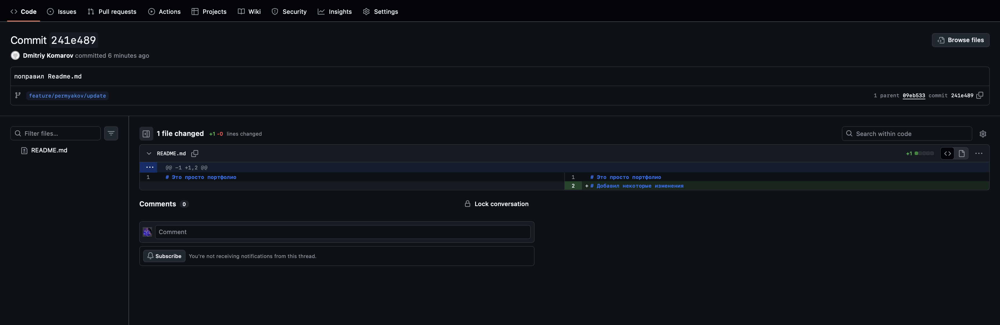 Code Issues Pull requests Actions Projects Wiki Security Insights Settings
Commit 241e489
Browse files
Dmitriy Komarov committed 6 minutes ago
поправил Readme.md
feature/permyakov/update
1 parent 09eb533 commit 241e489
Filter files...
1 file changed +1 -0 lines changed
Search within code
README.md
README.md
+1
@@ -1 +1,2 @@
1 # Это просто портфолио
1 # Это просто портфолио
2 + # Добавил некоторые изменения
Comments 0
Lock conversation
Comment
Subscribe You're not receiving notifications from this thread.